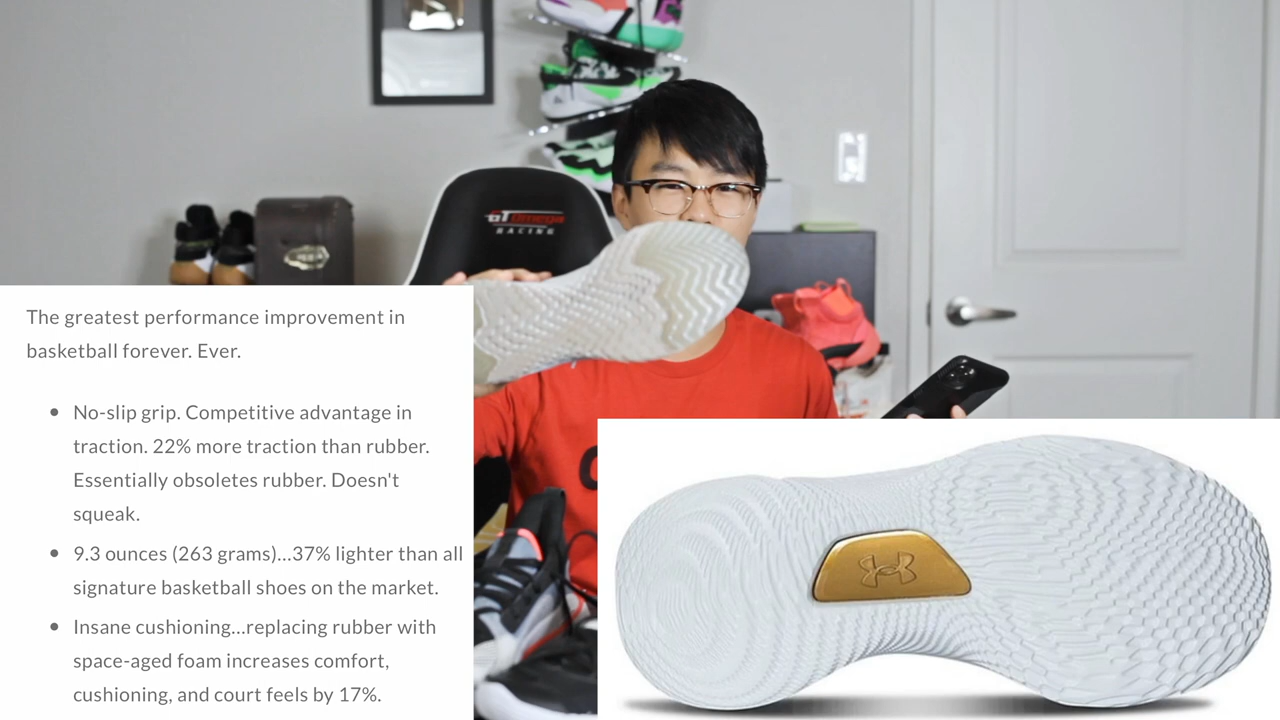 GT Omega
RACING
The greatest performance improvement in
basketball forever. Ever.
No-slip grip. Competitive advantage in
traction. 22% more traction than rubber.
Essentially obsoletes rubber. Doesn't
squeak.
9.3 ounces (263 grams)...37% lighter than all
signature basketball shoes on the market.
Insane cushioning...replacing rubber with
space-aged foam increases comfort,
cushioning, and court feels by 17%.